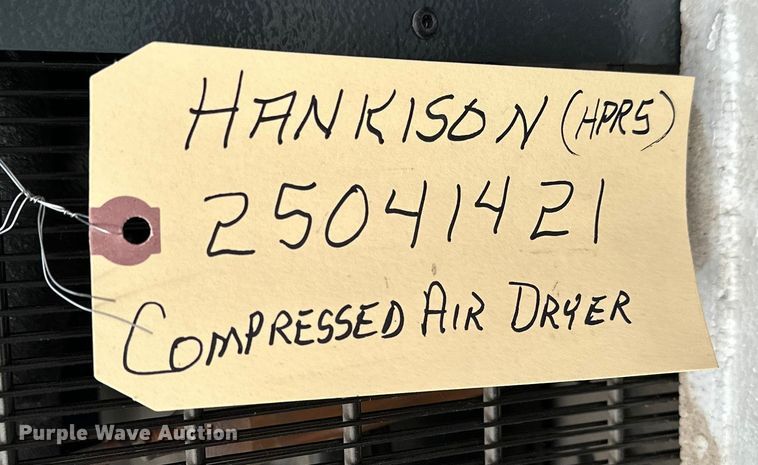 HANKISON (HPR5)
25041421
COMPRESSED AIR DRYER
Purple Wave Auction